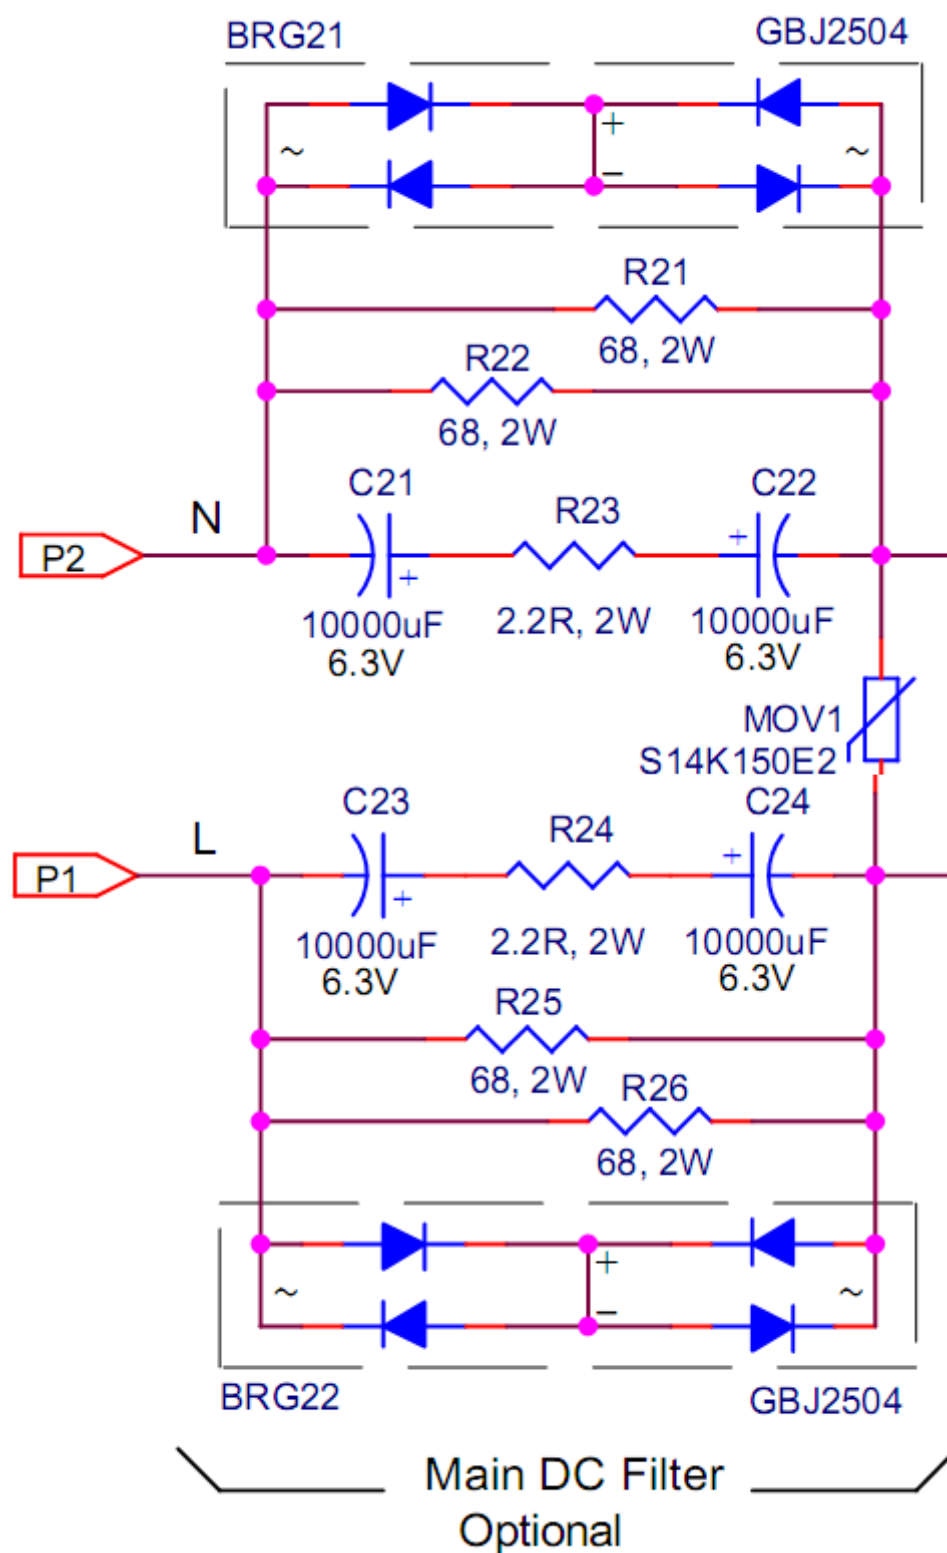 BRG21 GBJ2504
+
~ ~
−
R21
68, 2W
R22
68, 2W
C21 R23 C22
N
P2
+ +
10000uF 2.2R, 2W 10000uF
6.3V 6.3V
MOV1
S14K150E2
C23 R24 C24
L
P1
+ +
10000uF 2.2R, 2W 10000uF
6.3V 6.3V
R25
68, 2W
R26
68, 2W
+
~ ~
−
BRG22 GBJ2504
Main DC Filter
Optional